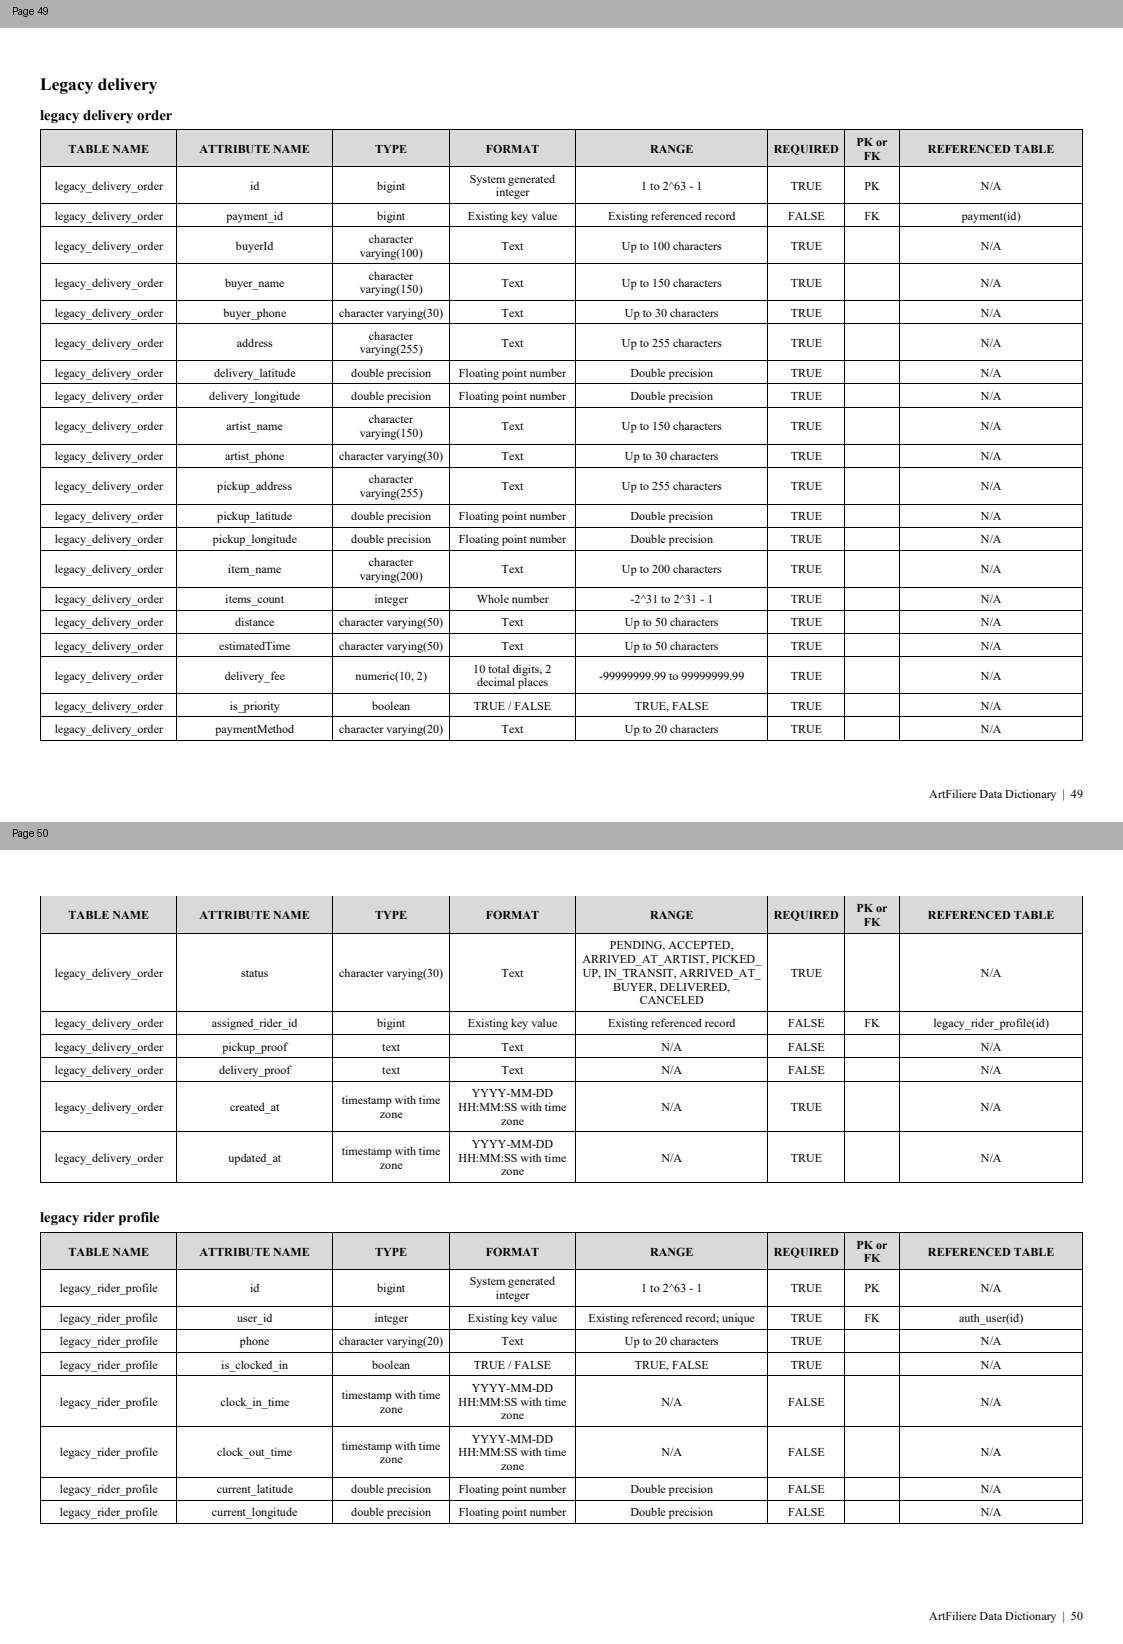 Page 49
Legacy delivery
legacy delivery order
TABLE NAME ATTRIBUTE NAME TYPE FORMAT RANGE REQUIRED PK or FK REFERENCED TABLE
legacy_delivery_order id bigint System generated integer 1 to 2^63 - 1 TRUE PK N/A
legacy_delivery_order payment_id bigint Existing key value Existing referenced record FALSE FK payment(id)
legacy_delivery_order buyerId character varying(100) Text Up to 100 characters TRUE N/A
legacy_delivery_order buyer_name character varying(150) Text Up to 150 characters TRUE N/A
legacy_delivery_order buyer_phone character varying(30) Text Up to 30 characters TRUE N/A
legacy_delivery_order address character varying(255) Text Up to 255 characters TRUE N/A
legacy_delivery_order delivery_latitude double precision Floating point number Double precision TRUE N/A
legacy_delivery_order delivery_longitude double precision Floating point number Double precision TRUE N/A
legacy_delivery_order artist_name character varying(150) Text Up to 150 characters TRUE N/A
legacy_delivery_order artist_phone character varying(30) Text Up to 30 characters TRUE N/A
legacy_delivery_order pickup_address character varying(255) Text Up to 255 characters TRUE N/A
legacy_delivery_order pickup_latitude double precision Floating point number Double precision TRUE N/A
legacy_delivery_order pickup_longitude double precision Floating point number Double precision TRUE N/A
legacy_delivery_order item_name character varying(200) Text Up to 200 characters TRUE N/A
legacy_delivery_order items_count integer Whole number -2^31 to 2^31 - 1 TRUE N/A
legacy_delivery_order distance character varying(50) Text Up to 50 characters TRUE N/A
legacy_delivery_order estimatedTime character varying(50) Text Up to 50 characters TRUE N/A
legacy_delivery_order delivery_fee numeric(10, 2) 10 total digits, 2 decimal places -99999999.99 to 99999999.99 TRUE N/A
legacy_delivery_order is_priority boolean TRUE / FALSE TRUE, FALSE TRUE N/A
legacy_delivery_order paymentMethod character varying(20) Text Up to 20 characters TRUE N/A
ArtFiliere Data Dictionary | 49
Page 50
TABLE NAME ATTRIBUTE NAME TYPE FORMAT RANGE REQUIRED PK or FK REFERENCED TABLE
legacy_delivery_order status character varying(30) Text PENDING, ACCEPTED, ARRIVED_AT_ARTIST, PICKED_UP, IN_TRANSIT, ARRIVED_AT_BUYER, DELIVERED, CANCELED TRUE N/A
legacy_delivery_order assigned_rider_id bigint Existing key value Existing referenced record FALSE FK legacy_rider_profile(id)
legacy_delivery_order pickup_proof text Text N/A FALSE N/A
legacy_delivery_order delivery_proof text Text N/A FALSE N/A
legacy_delivery_order created_at timestamp with time zone YYYY-MM-DD HH:MM:SS with time zone N/A TRUE N/A
legacy_delivery_order updated_at timestamp with time zone YYYY-MM-DD HH:MM:SS with time zone N/A TRUE N/A
legacy rider profile
TABLE NAME ATTRIBUTE NAME TYPE FORMAT RANGE REQUIRED PK or FK REFERENCED TABLE
legacy_rider_profile id bigint System generated integer 1 to 2^63 - 1 TRUE PK N/A
legacy_rider_profile user_id integer Existing key value Existing referenced record; unique TRUE FK auth_user(id)
legacy_rider_profile phone character varying(20) Text Up to 20 characters TRUE N/A
legacy_rider_profile is_clocked_in boolean TRUE / FALSE TRUE, FALSE TRUE N/A
legacy_rider_profile clock_in_time timestamp with time zone YYYY-MM-DD HH:MM:SS with time zone N/A FALSE N/A
legacy_rider_profile clock_out_time timestamp with time zone YYYY-MM-DD HH:MM:SS with time zone N/A FALSE N/A
legacy_rider_profile current_latitude double precision Floating point number Double precision FALSE N/A
legacy_rider_profile current_longitude double precision Floating point number Double precision FALSE N/A
ArtFiliere Data Dictionary | 50